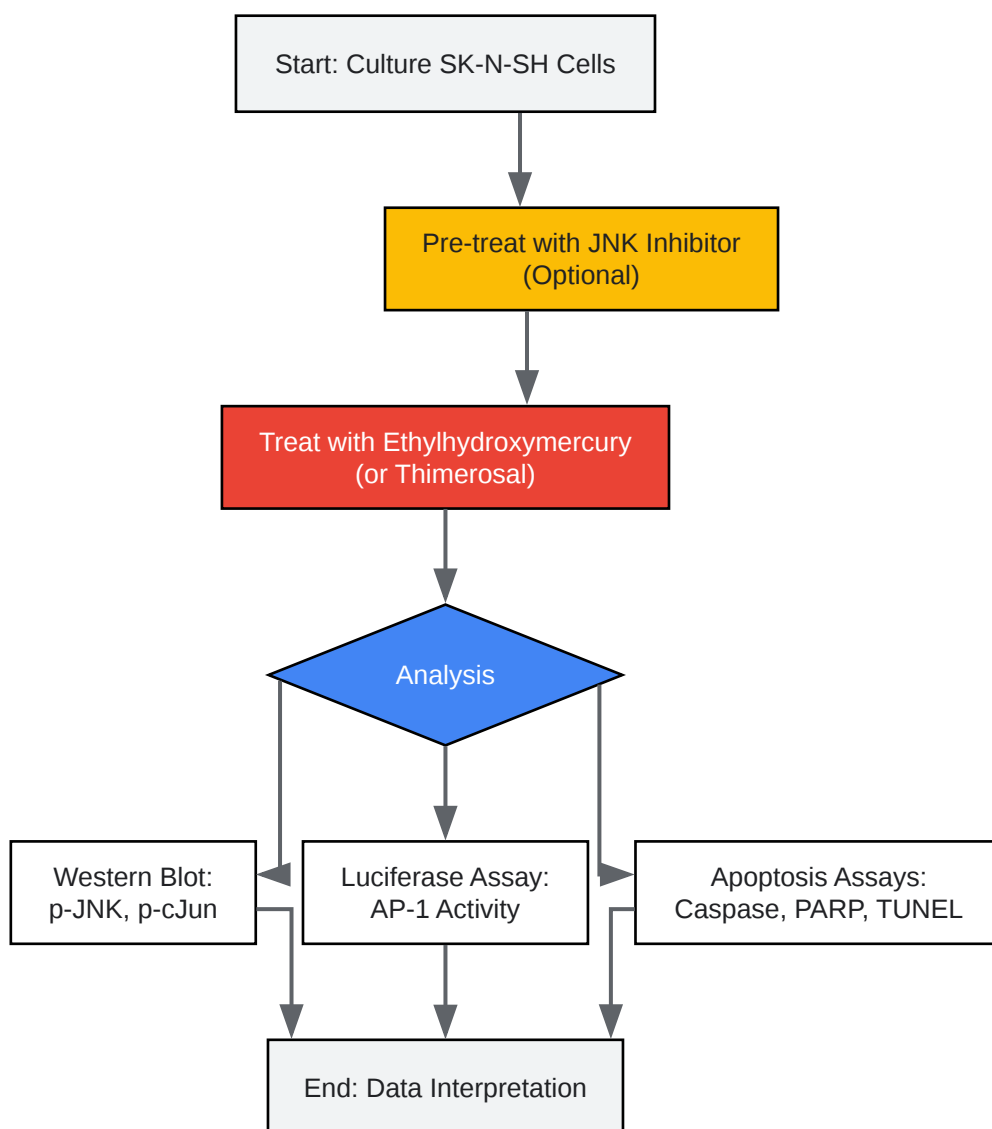 Start: Culture SK-N-SH Cells
Pre-treat with JNK Inhibitor
(Optional)
Treat with Ethylhydroxymercury
(or Thimerosal)
Analysis
Western Blot:
p-JNK, p-cJun
Luciferase Assay:
AP-1 Activity
Apoptosis Assays:
Caspase, PARP, TUNEL
End: Data Interpretation